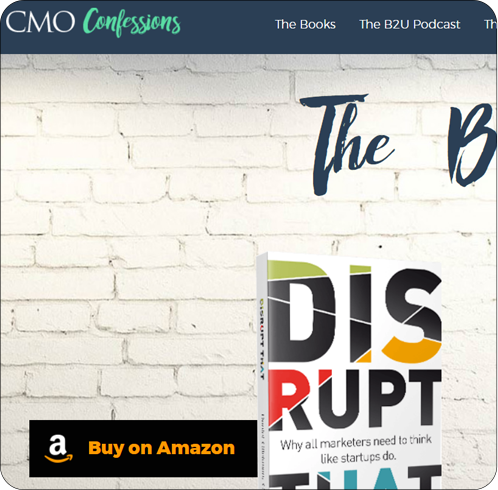 CMO Confessions
The Books
The B2U Podcast
Th
The B
DISRUPT THAT
DIS
RUPT
Why all marketers need to think
like startups do.
THAT
a
Buy on Amazon